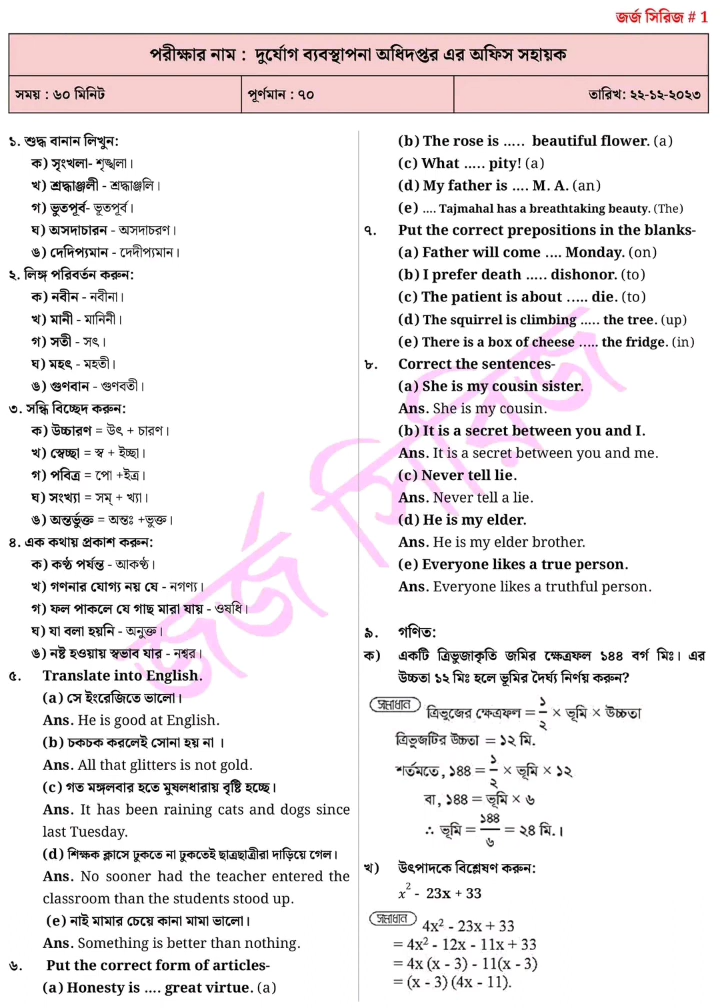 জর্জ সিরিজ # 1
পরীক্ষার নাম : দুর্যোগ ব্যবস্থাপনা অধিদপ্তর এর অফিস সহায়ক
সময় : ৬০ মিনিট
পূর্ণমান : ৭০
তারিখ: ২২-১২-২০২৩
১. শুদ্ধ বানান লিখুন:
ক) সৃংখলা- শৃঙ্খলা।
খ) শ্রদ্ধাঞ্জলী - শ্রদ্ধাঞ্জলি।
গ) ভুতপূর্ব- ভূতপূর্ব।
ঘ) অসদাচারন - অসদাচরণ।
ঙ) দেদিপ্যমান - দেদীপ্যমান।
২. লিঙ্গ পরিবর্তন করুন:
ক) নবীন - নবীনা।
খ) মানী - মানিনী।
গ) সতী - সৎ।
ঘ) মহৎ - মহতী।
ঙ) গুণবান - গুণবতী।
৩. সন্ধি বিচ্ছেদ করুন:
ক) উচ্চারণ = উৎ + চারণ।
খ) স্বেচ্ছা = স্ব + ইচ্ছা।
গ) পবিত্র = পো +ইত্র।
ঘ) সংখ্যা = সম্ + খ্যা।
ঙ) অন্তর্ভুক্ত = অন্তঃ +ভুক্ত।
৪. এক কথায় প্রকাশ করুন:
ক) কণ্ঠ পর্যন্ত - আকণ্ঠ।
খ) গণনার যোগ্য নয় যে - নগণ্য।
গ) ফল পাকলে যে গাছ মারা যায় - ওষধি।
ঘ) যা বলা হয়নি - অনুক্ত।
ঙ) নষ্ট হওয়ায় স্বভাব যার - নশ্বর।
৫. Translate into English.
(a) সে ইংরেজিতে ভালো।
Ans. He is good at English.
(b) চকচক করলেই সোনা হয় না ।
Ans. All that glitters is not gold.
(c) গত মঙ্গলবার হতে মুষলধারায় বৃষ্টি হচ্ছে।
Ans. It has been raining cats and dogs since
last Tuesday.
(d) শিক্ষক ক্লাসে ঢুকতে না ঢুকতেই ছাত্রছাত্রীরা দাড়িয়ে গেল।
Ans. No sooner had the teacher entered the
classroom than the students stood up.
(e) নাই মামার চেয়ে কানা মামা ভালো।
Ans. Something is better than nothing.
৬. Put the correct form of articles-
(a) Honesty is .... great virtue. (a)
(b) The rose is ..... beautiful flower. (a)
(c) What ..... pity! (a)
(d) My father is .... M. A. (an)
(e) .... Tajmahal has a breathtaking beauty. (The)
৭. Put the correct prepositions in the blanks-
(a) Father will come .... Monday. (on)
(b) I prefer death ..... dishonor. (to)
(c) The patient is about ..... die. (to)
(d) The squirrel is climbing ..... the tree. (up)
(e) There is a box of cheese ..... the fridge. (in)
৮. Correct the sentences-
(a) She is my cousin sister.
Ans. She is my cousin.
(b) It is a secret between you and I.
Ans. It is a secret between you and me.
(c) Never tell lie.
Ans. Never tell a lie.
(d) He is my elder.
Ans. He is my elder brother.
(e) Everyone likes a true person.
Ans. Everyone likes a truthful person.
৯. গণিত:
ক) একটি ত্রিভুজাকৃতি জমির ক্ষেত্রফল ১৪৪ বর্গ মিঃ। এর
উচ্চতা ১২ মিঃ হলে ভূমির দৈর্ঘ্য নির্ণয় করুন?
সমাধান ত্রিভুজের ক্ষেত্রফল = ১/২ × ভূমি × উচ্চতা
ত্রিভুজটির উচ্চতা = ১২ মি.
শর্তমতে, ১৪৪ = ১/২ × ভূমি × ১২
বা, ১৪৪ = ভূমি × ৬
∴ ভূমি = ১৪৪/৬ = ২৪ মি.।
খ) উৎপাদকে বিশ্লেষণ করুন:
x² - 23x + 33
সমাধান 4x² - 23x + 33
= 4x² - 12x - 11x + 33
= 4x (x - 3) - 11(x - 3)
= (x - 3) (4x - 11).
জর্জ সিরিজ